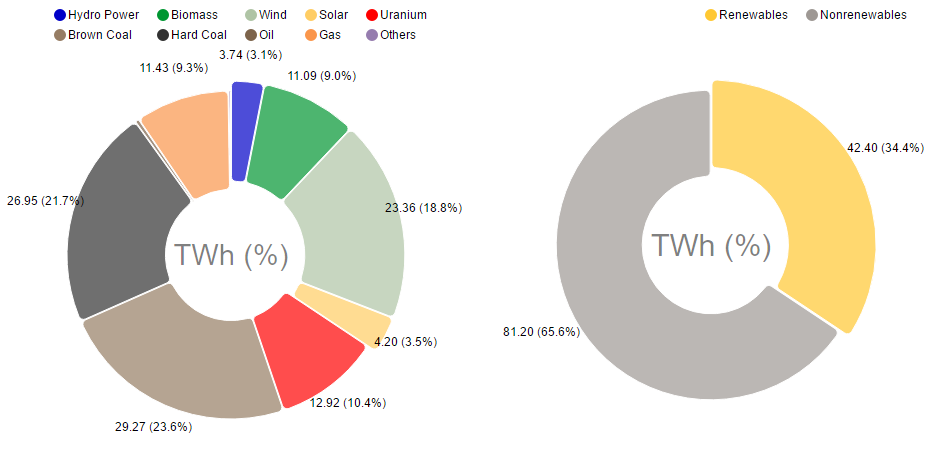 Hydro Power Biomass Wind Solar Uranium
Brown Coal Hard Coal Oil Gas Others
3.74 (3.1%)
11.43 (9.3%)
11.09 (9.0%)
26.95 (21.7%)
23.36 (18.8%)
TWh (%)
4.20 (3.5%)
12.92 (10.4%)
29.27 (23.6%)
Renewables Nonrenewables
42.40 (34.4%)
TWh (%)
81.20 (65.6%)